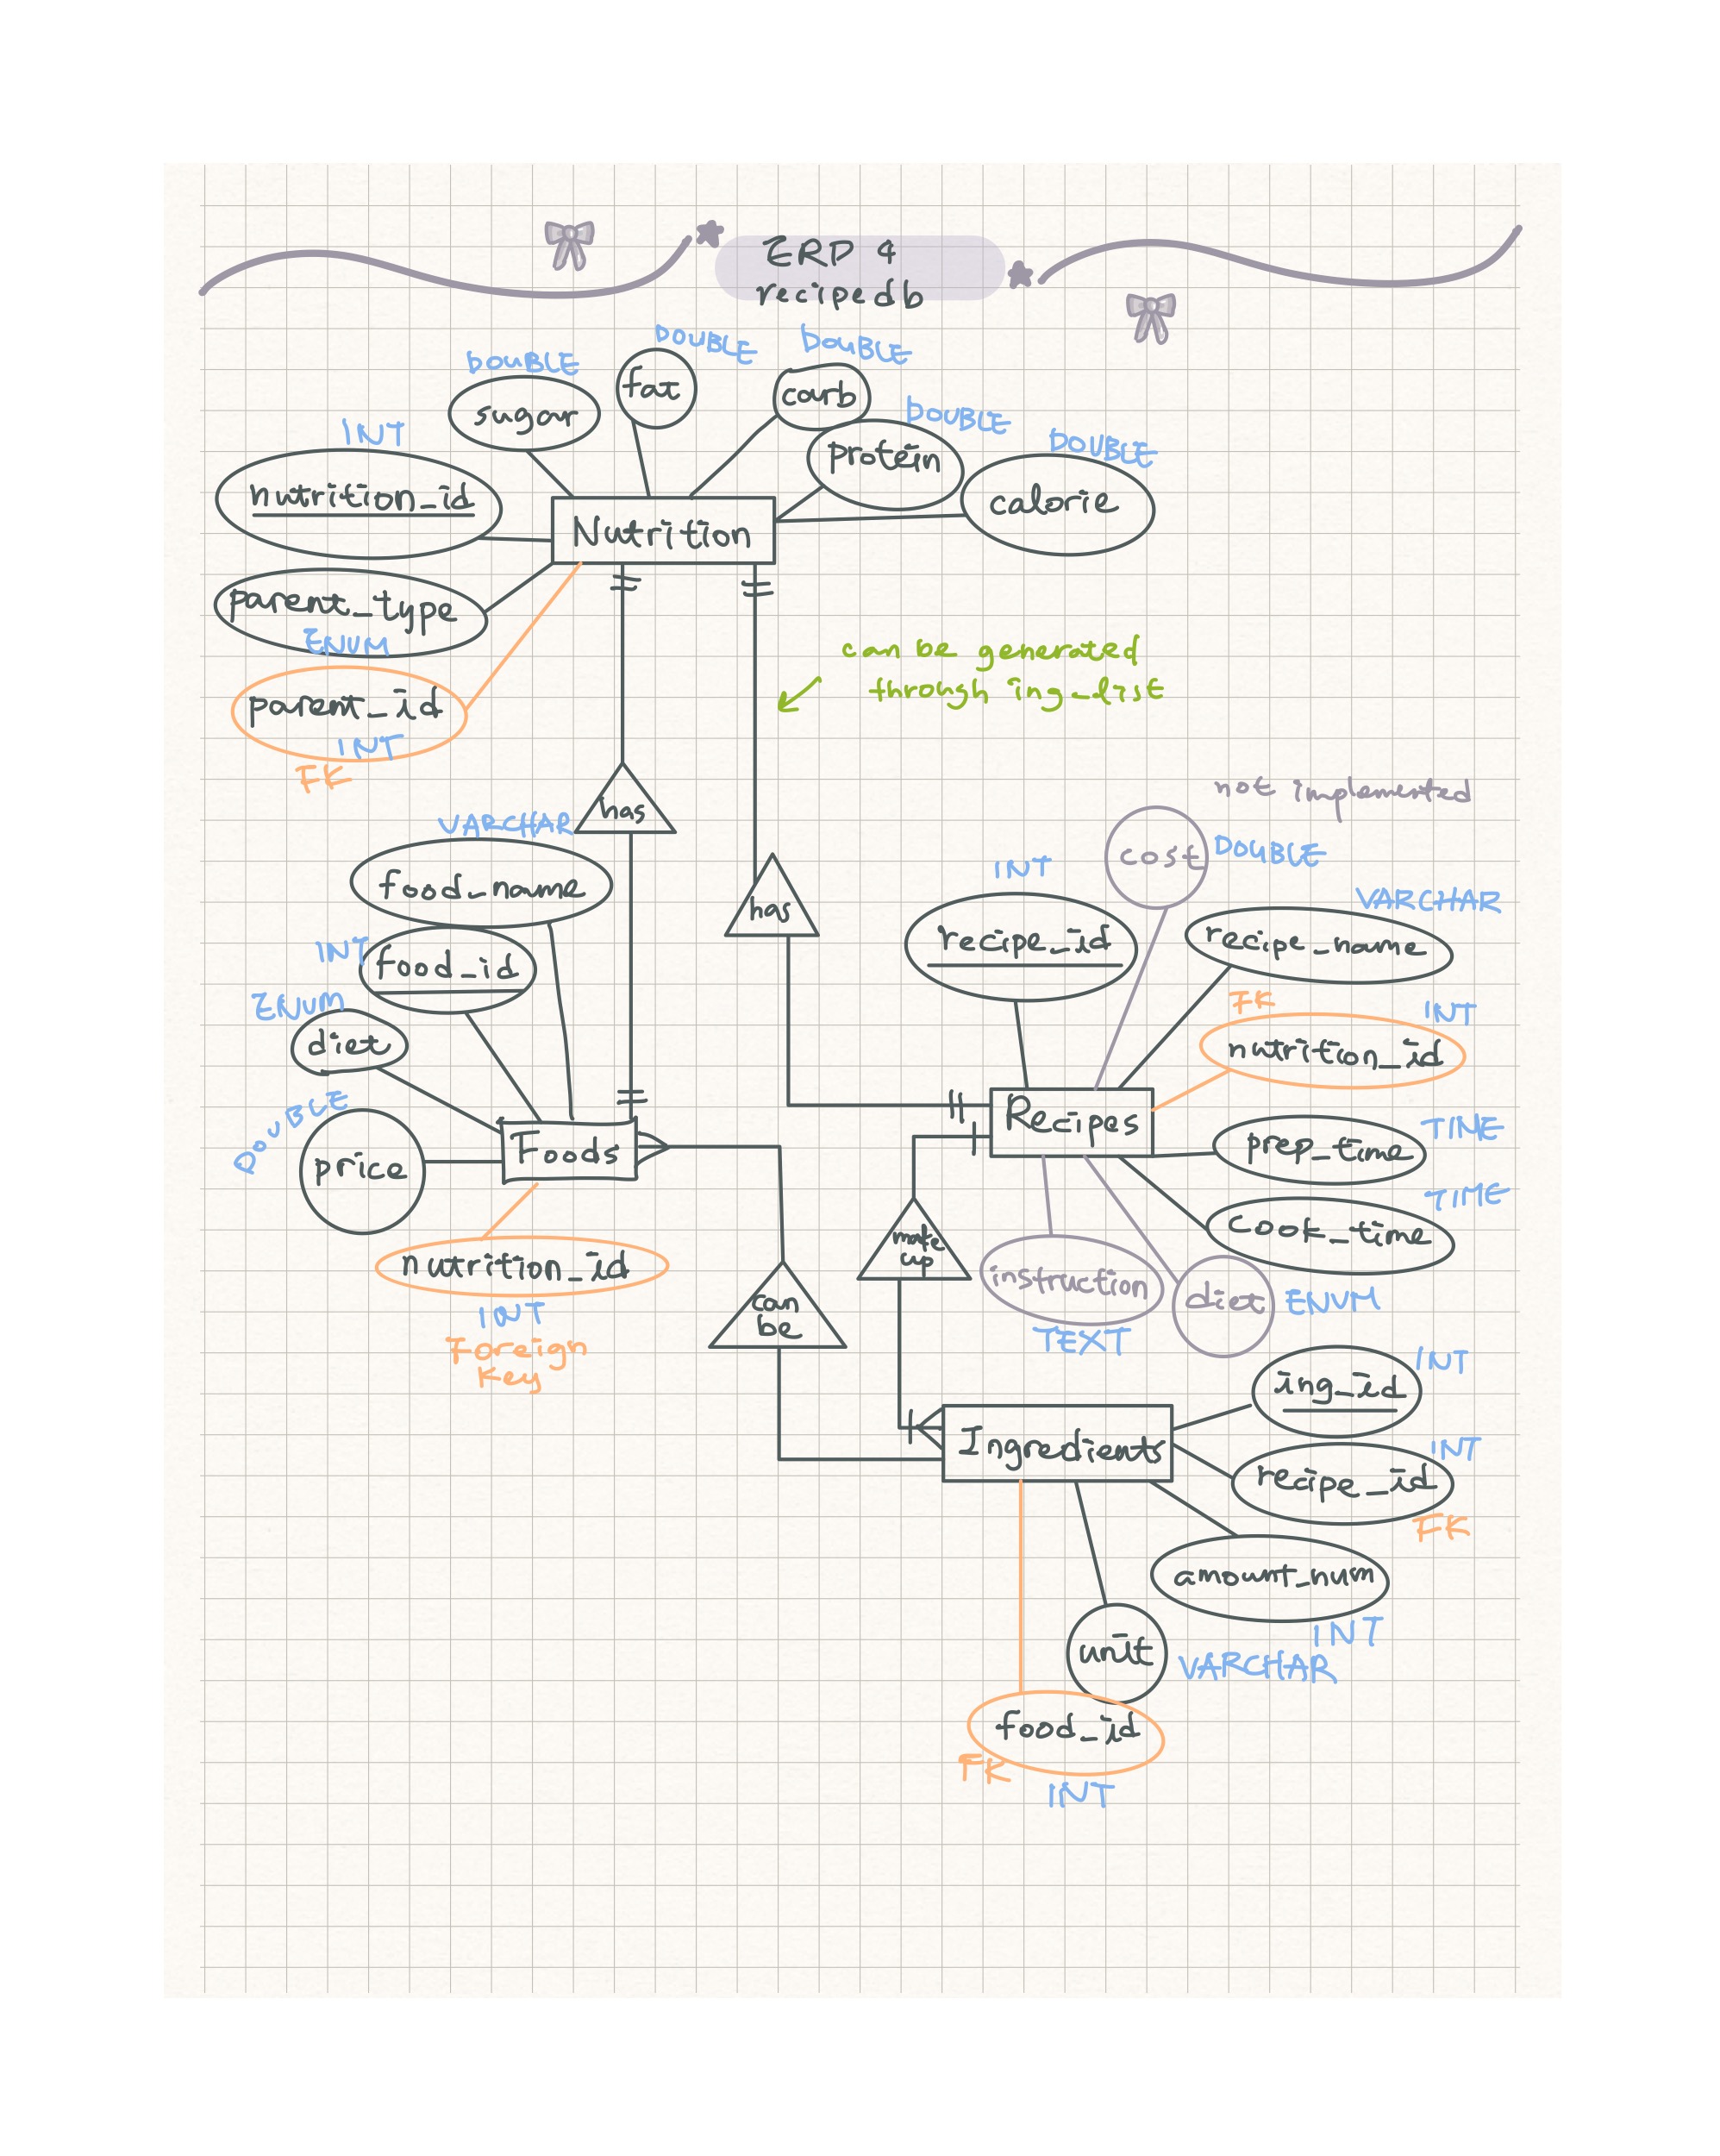 ERP 4
recipedb
DOUBLE
DOUBLE
DOUBLE
sugar
fat
carb
DOUBLE
protein
DOUBLE
calorie
INT
nutrition_id
Nutrition
parent_type
ENUM
parent_id
INT
FK
can be generated
through ing_list
has
has
VARCHAR
food_name
INT
food_id
ENUM
diet
DOUBLE
price
Foods
nutrition_id
INT
Foreign
Key
not implemented
cost
DOUBLE
INT
recipe_id
VARCHAR
recipe_name
FK
INT
nutrition_id
Recipes
TIME
prep_time
TIME
cook_time
make
up
instruction
TEXT
diet
ENUM
can
be
Ingredients
INT
ing_id
INT
recipe_id
FK
amount_num
INT
unit
VARCHAR
food_id
FK
INT